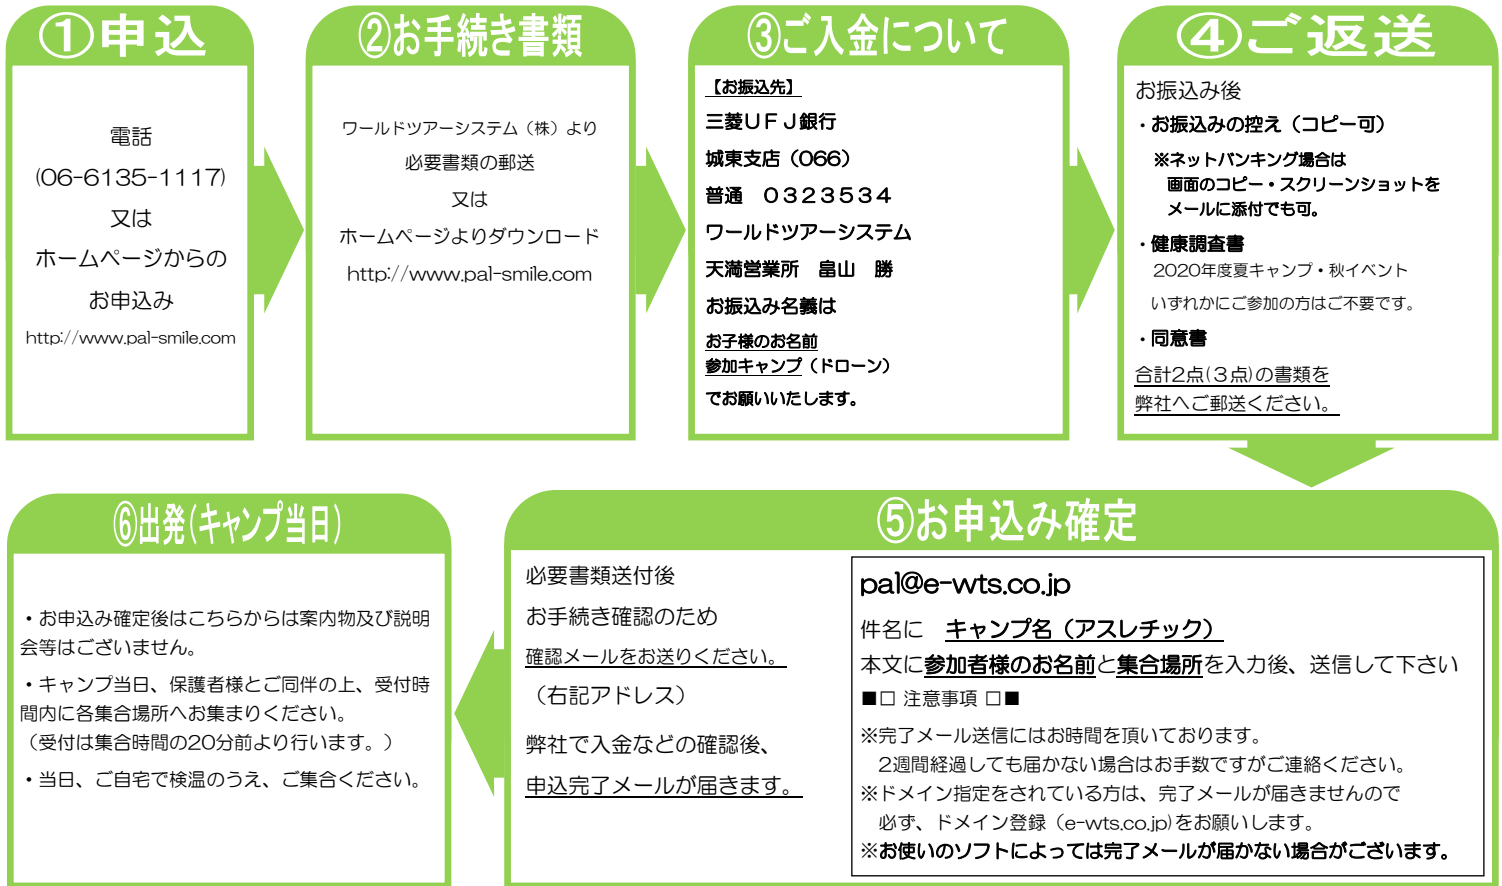 ①申込
電話
(06-6135-1117)
又は
ホームページからの
お申込み
http://www.pal-smile.com
②お手続き書類
ワールドツアーシステム（株）より
必要書類の郵送
又は
ホームページよりダウンロード
http://www.pal-smile.com
③ご入金について
【お振込先】
三菱ＵＦＪ銀行
城東支店（066）
普通　０３２３５３４
ワールドツアーシステム
天満営業所　畠山　勝
お振込み名義は
お子様のお名前
参加キャンプ（ドローン）
でお願いいたします。
④ご返送
お振込み後
・お振込みの控え（コピー可）
※ネットバンキング場合は
画面のコピー・スクリーンショットを
メールに添付でも可。
・健康調査書
2020年度夏キャンプ・秋イベント
いずれかにご参加の方はご不要です。
・同意書
合計2点(３点)の書類を
弊社へご郵送ください。
⑤お申込み確定
必要書類送付後
お手続き確認のため
確認メールをお送りください。
（右記アドレス）
弊社で入金などの確認後、
申込完了メールが届きます。
pal@e-wts.co.jp
件名に　キャンプ名（アスレチック）
本文に参加者様のお名前と集合場所を入力後、送信して下さい
■□ 注意事項 □■
※完了メール送信にはお時間を頂いております。
2週間経過しても届かない場合はお手数ですがご連絡ください。
※ドメイン指定をされている方は、完了メールが届きませんので
必ず、ドメイン登録（e-wts.co.jp)をお願いします。
※お使いのソフトによっては完了メールが届かない場合がございます。
⑥出発(キャンプ当日)
・お申込み確定後はこちらからは案内物及び説明
会等はございません。
・キャンプ当日、保護者様とご同伴の上、受付時
間内に各集合場所へお集まりください。
（受付は集合時間の20分前より行います。）
・当日、ご自宅で検温のうえ、ご集合ください。